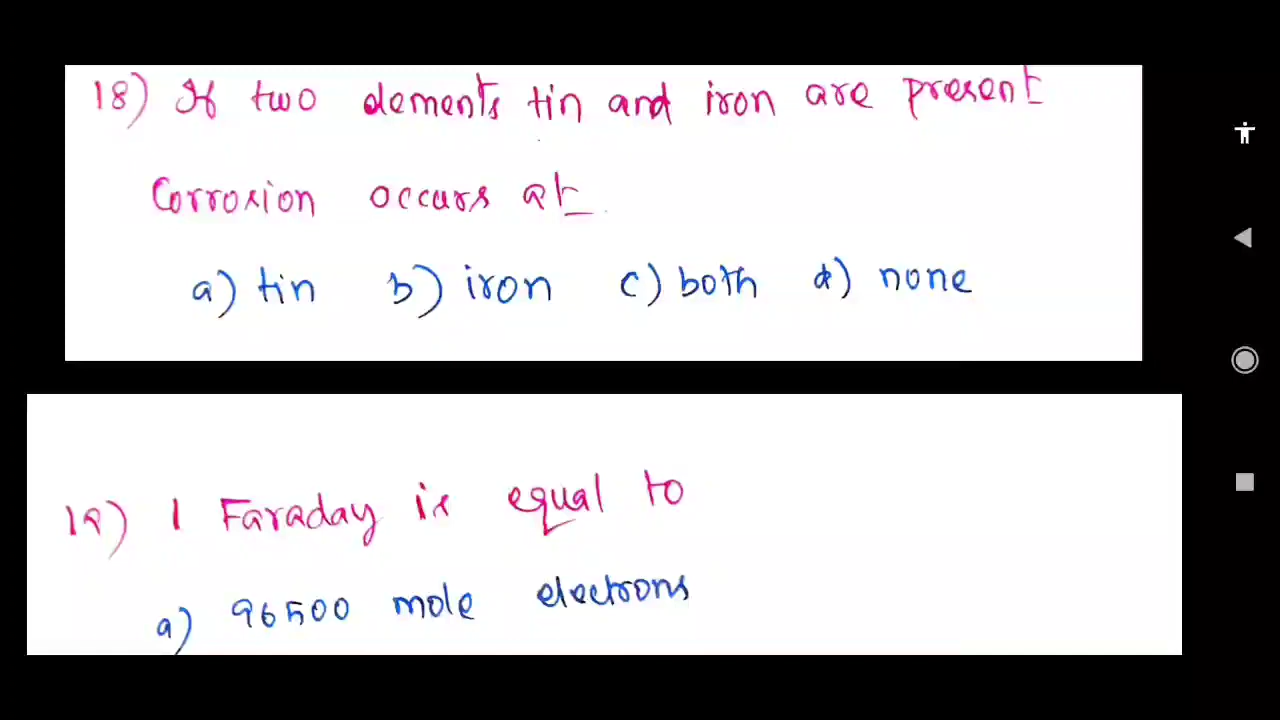 18) If two elements tin and iron are present
Corrosion occurs at
a) tin b) iron c) both d) none
19) 1 Faraday is equal to
a) 96500 mole electrons